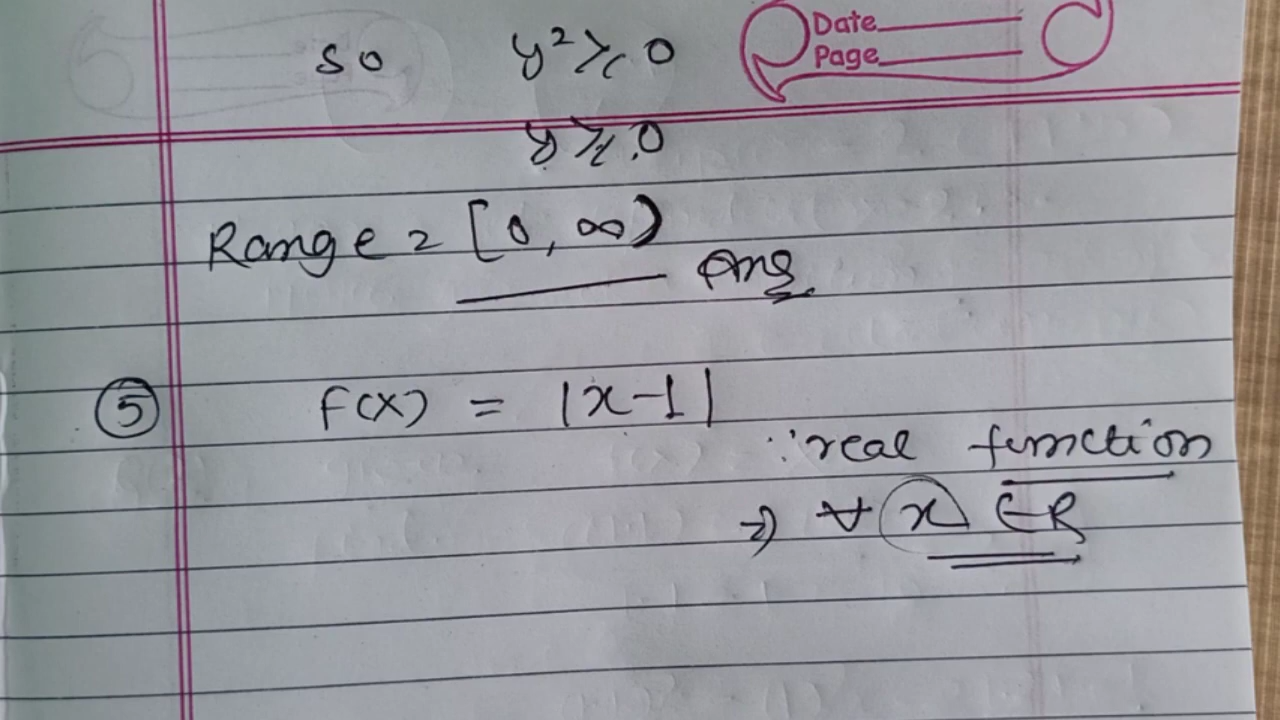 Date
Page
so y² ≥ 0
y ≥ 0
Range = [0, ∞)
Ans
⑤ f(x) = |x-1|
∵ real function
⇒ ∀ x ∈ R